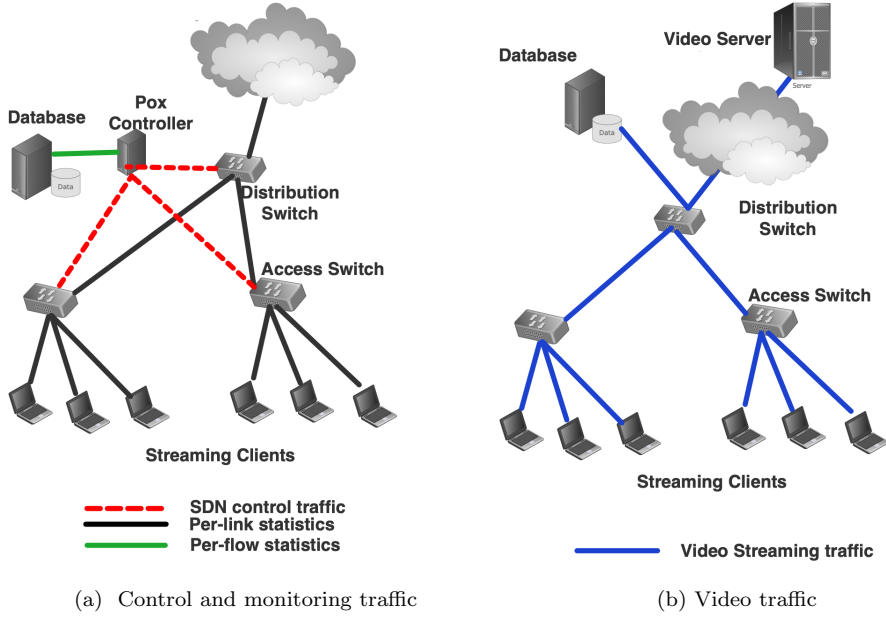 Database
Pox
Controller
Data
Distribution
Switch
Access Switch
Streaming Clients
SDN control traffic
Per-link statistics
Per-flow statistics
(a) Control and monitoring traffic
Video Server
Database
Server
Data
Distribution
Switch
Access Switch
Streaming Clients
Video Streaming traffic
(b) Video traffic